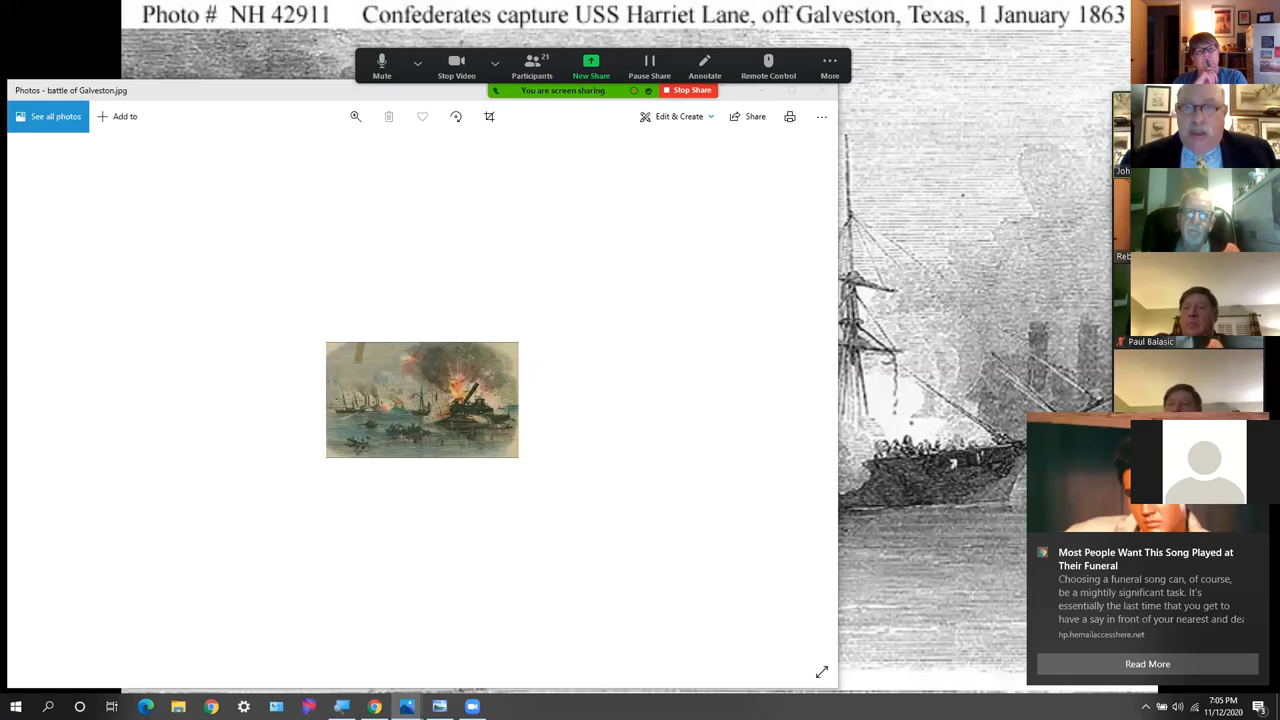 Photo # NH 42911 Confederates capture USS Harriet Lane, off Galveston, Texas, 1 January 1863
21
Mute Stop Video Participants New Share Pause Share Annotate Remote Control More
Photos - battle of Galveston.jpg
You are screen sharing Stop Share
See all photos Add to Edit & Create Share
Joh
Reb
Paul Balasic
Most People Want This Song Played at
Their Funeral
Choosing a funeral song can, of course,
be a mightily significant task. It's
essentially the last time that you get to
have a say in front of your nearest and dea
hp.hemailaccesshere.net
Read More
7:05 PM
11/12/2020
3